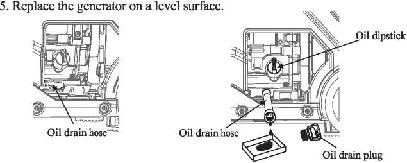 5. Replace the generator on a level surface.
Oil dipstick
Oil drain hose
Oil drain hose
Oil drain plug